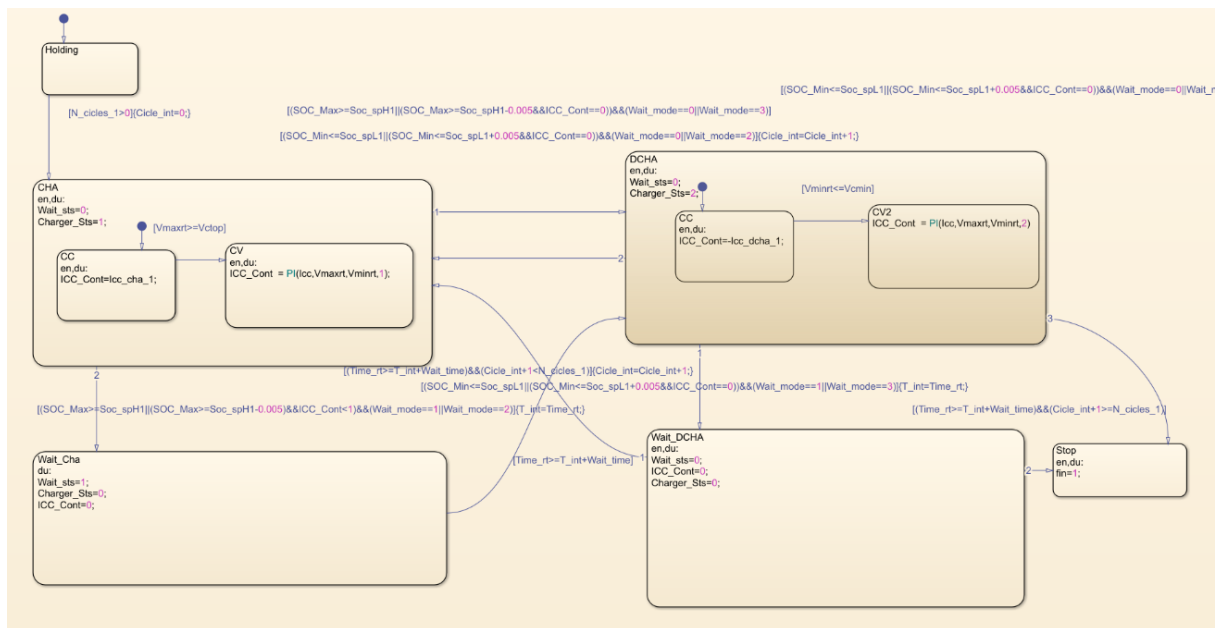 Holding
[N_cicles_1>0]{Cicle_int=0;}
[(SOC_Min<=Soc_spL1||(SOC_Min<=Soc_spL1+0.005&&ICC_Cont==0))&&(Wait_mode==0||Wait_m
[(SOC_Max>=Soc_spH1||(SOC_Max>=Soc_spH1-0.005&&ICC_Cont==0))&&(Wait_mode==0||Wait_mode==3)]
[(SOC_Min<=Soc_spL1||(SOC_Min<=Soc_spL1+0.005&&ICC_Cont==0))&&(Wait_mode==0||Wait_mode==2)]{Cicle_int=Cicle_int+1;}
CHA
en,du:
Wait_sts=0;
Charger_Sts=1;
[Vmaxrt>=Vctop]
CC
en,du:
ICC_Cont=Icc_cha_1;
CV
en,du:
ICC_Cont = PI(Icc,Vmaxrt,Vminrt,1);
1
2
DCHA
en,du:
Wait_sts=0;
Charger_Sts=2;
[Vminrt<=Vcmin]
CC
en,du:
ICC_Cont=-Icc_dcha_1;
CV2
ICC_Cont = PI(Icc,Vmaxrt,Vminrt,2)
3
1
2
[(Time_rt>=T_int+Wait_time)&&(Cicle_int+1<N_cicles_1)]{Cicle_int=Cicle_int+1;}
[(SOC_Min<=Soc_spL1||(SOC_Min<=Soc_spL1+0.005&&ICC_Cont==0))&&(Wait_mode==1||Wait_mode==3)]{T_int=Time_rt;}
[(SOC_Max>=Soc_spH1||(SOC_Max>=Soc_spH1-0.005)&&ICC_Cont<1)&&(Wait_mode==1||Wait_mode==2)]{T_int=Time_rt;}
[(Time_rt>=T_int+Wait_time)&&(Cicle_int+1>=N_cicles_1)]
Wait_Cha
du:
Wait_sts=1;
Charger_Sts=0;
ICC_Cont=0;
[Time_rt>=T_int+Wait_time]
1
Wait_DCHA
en,du:
Wait_sts=0;
ICC_Cont=0;
Charger_Sts=0;
2
Stop
en,du:
fin=1;